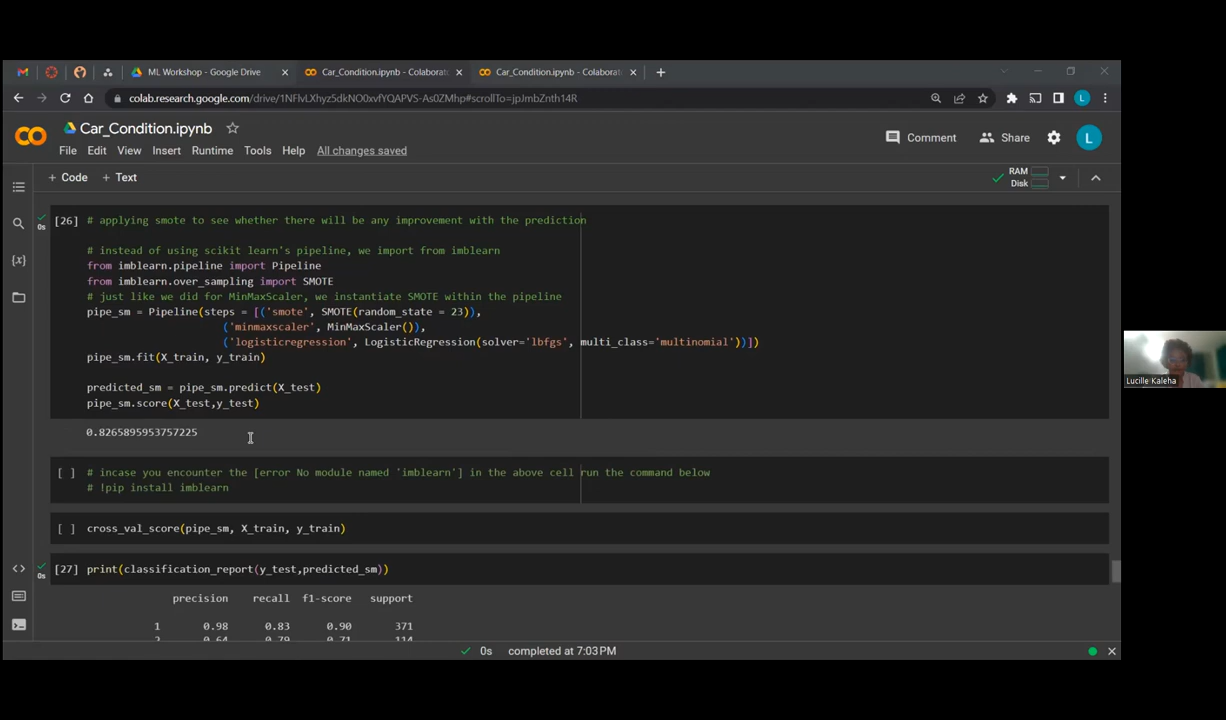 ML Workshop - Google Drive
Car_Condition.ipynb - Colaborat
Car_Condition.ipynb - Colaborat
colab.research.google.com/drive/1NFlvLXhyz5dkNO0xvfYQAPVS-As0ZMhp#scrollTo=jpJmbZnth14R
L
Car_Condition.ipynb
Comment
Share
L
File Edit View Insert Runtime Tools Help All changes saved
+ Code + Text
RAM
Disk
[26] # applying smote to see whether there will be any improvement with the prediction
0s
# instead of using scikit learn's pipeline, we import from imblearn
from imblearn.pipeline import Pipeline
from imblearn.over_sampling import SMOTE
# just like we did for MinMaxScaler, we instantiate SMOTE within the pipeline
pipe_sm = Pipeline(steps = [('smote', SMOTE(random_state = 23)),
('minmaxscaler', MinMaxScaler()),
('logisticregression', LogisticRegression(solver='lbfgs', multi_class='multinomial'))])
pipe_sm.fit(X_train, y_train)
predicted_sm = pipe_sm.predict(X_test)
pipe_sm.score(X_test,y_test)
0.8265895953757225
[ ] # incase you encounter the [error No module named 'imblearn'] in the above cell run the command below
# !pip install imblearn
[ ] cross_val_score(pipe_sm, X_train, y_train)
[27] print(classification_report(y_test,predicted_sm))
0s
precision recall f1-score support
1 0.98 0.83 0.90 371
2 0.64 0.79 0.71 114
0s completed at 7:03 PM
Lucille Kaleha